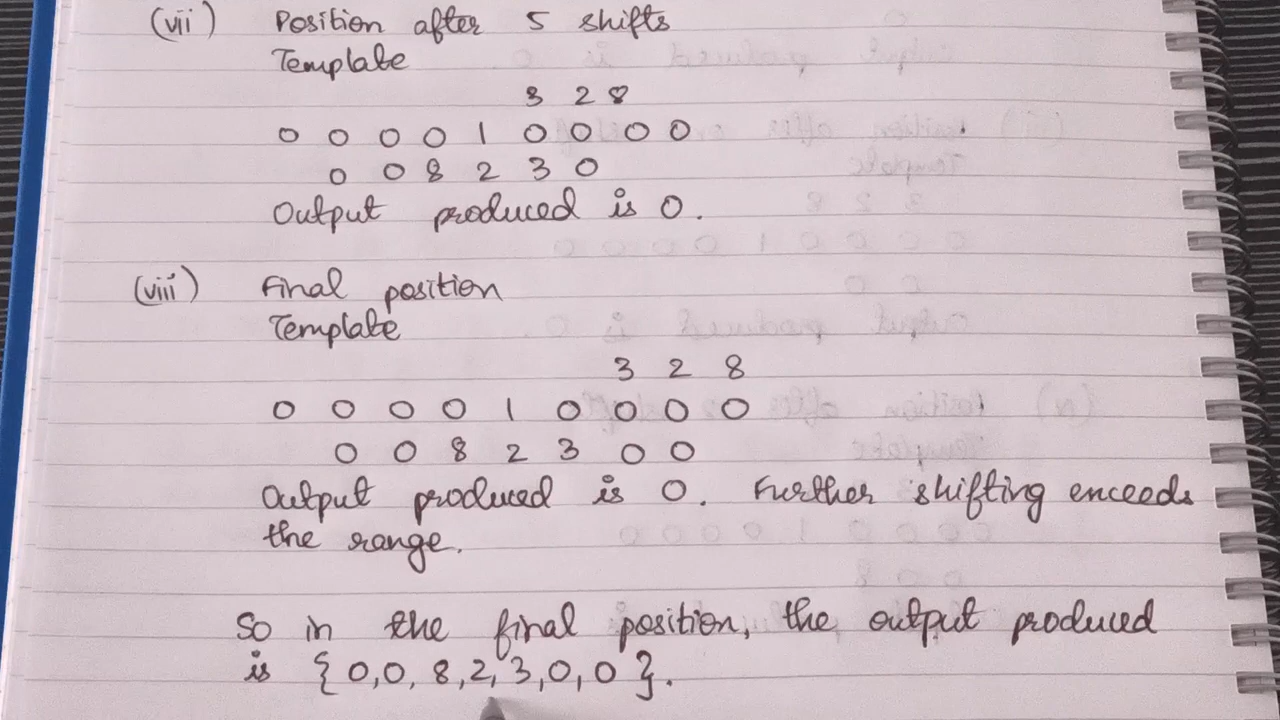 (vii) Position after 5 shifts
Template
3 2 8
0 0 0 0 1 0 0 0 0
0 0 8 2 3 0
Output produced is 0.
(viii) Final position
Template
3 2 8
0 0 0 0 1 0 0 0 0
0 0 8 2 3 0 0
Output produced is 0. Further shifting exceeds
the range.
So in the final position, the output produced
is {0,0,8,2,3,0,0}.